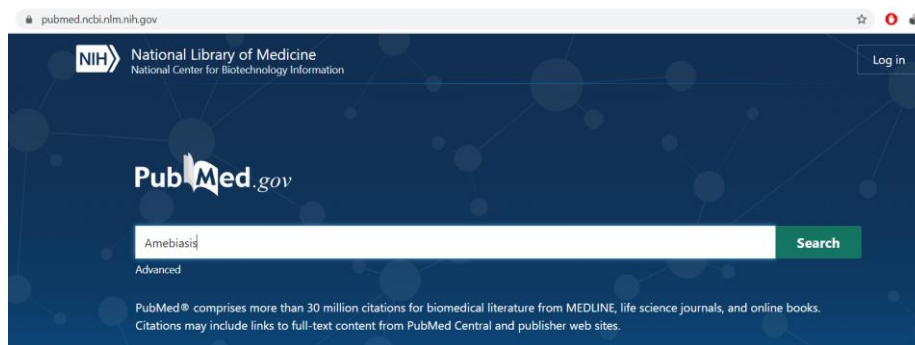 pubmed.ncbi.nlm.nih.gov
NIH
National Library of Medicine
National Center for Biotechnology Information
Log in
PubMed.gov
Amebiasis
Search
Advanced
PubMed® comprises more than 30 million citations for biomedical literature from MEDLINE, life science journals, and online books.
Citations may include links to full-text content from PubMed Central and publisher web sites.